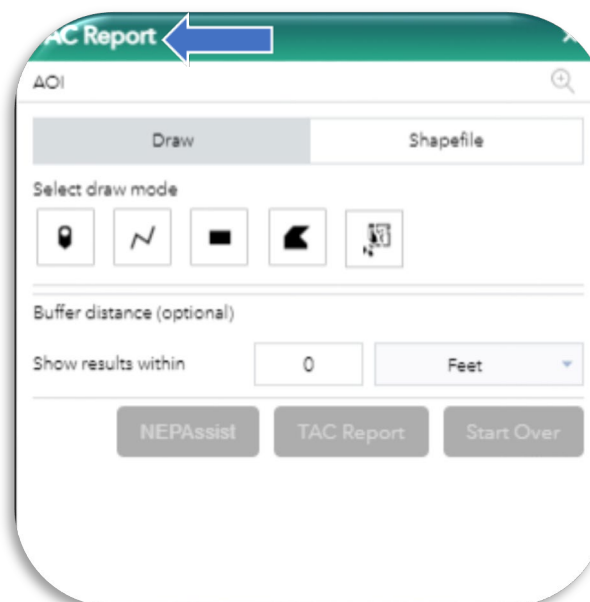 AC Report
AOI
Draw Shapefile
Select draw mode
Buffer distance (optional)
Show results within 0 Feet
NEPAssist TAC Report Start Over